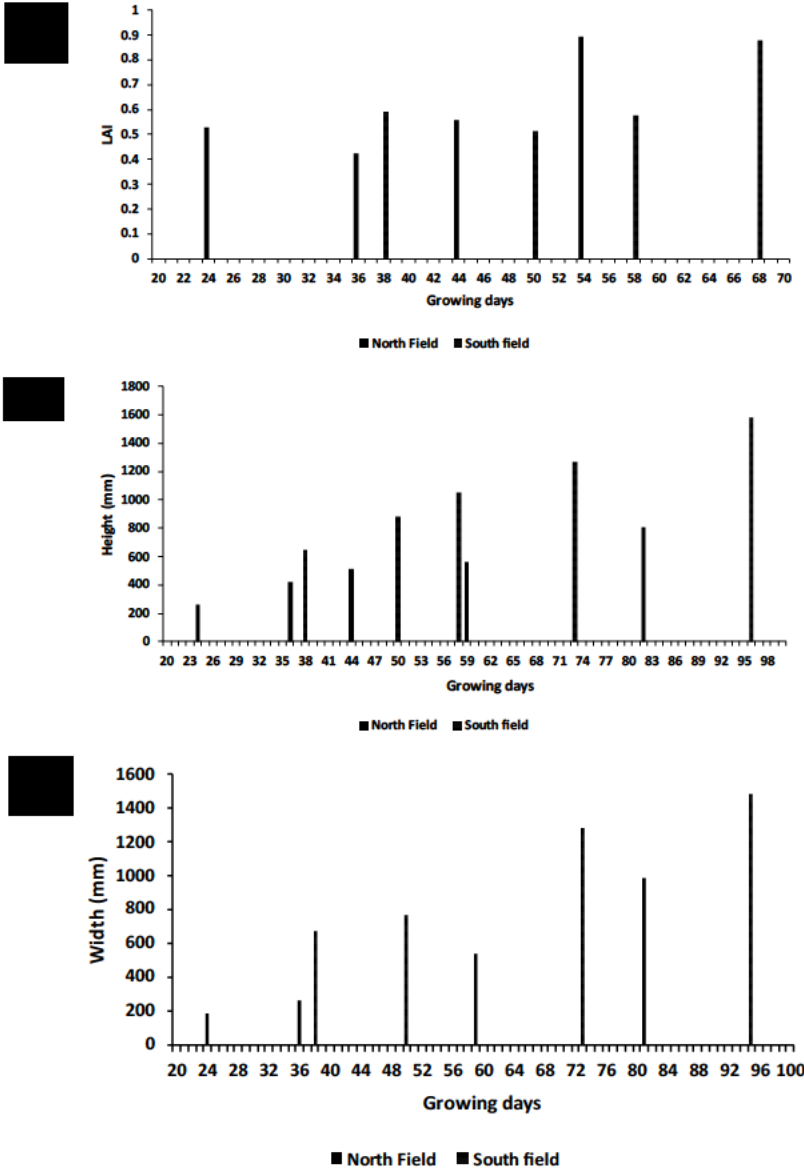 1
0.9
0.8
0.7
0.6
0.5
0.4
0.3
0.2
0.1
0
LAI
20 22 24 26 28 30 32 34 36 38 40 42 44 46 48 50 52 54 56 58 60 62 64 66 68 70
Growing days
North Field South field
1800
1600
1400
1200
1000
800
600
400
200
0
Height (mm)
20 23 26 29 32 35 38 41 44 47 50 53 56 59 62 65 68 71 74 77 80 83 86 89 92 95 98
Growing days
North Field South field
1600
1400
1200
1000
800
600
400
200
0
Width (mm)
20 24 28 32 36 40 44 48 52 56 60 64 68 72 76 80 84 88 92 96 100
Growing days
North Field South field